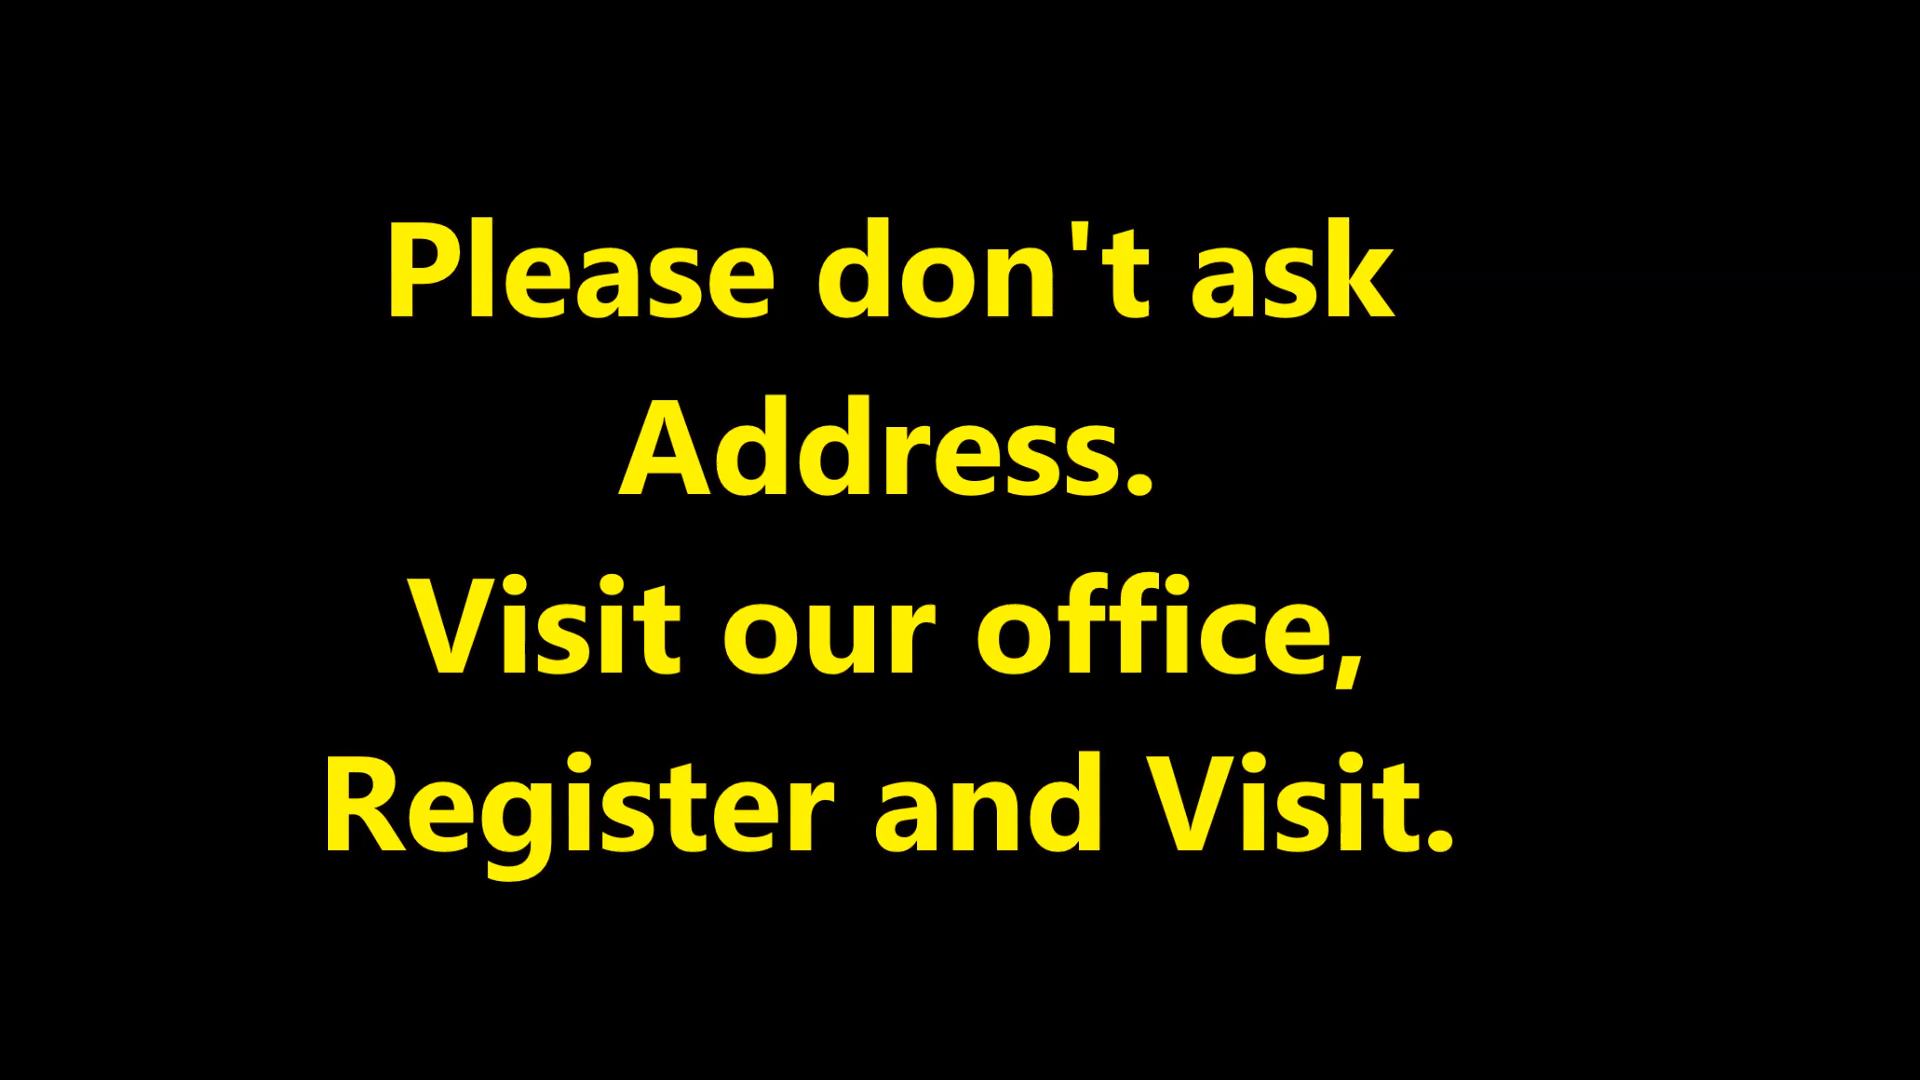 Please don't ask
Address.
Visit our office,
Register and Visit.